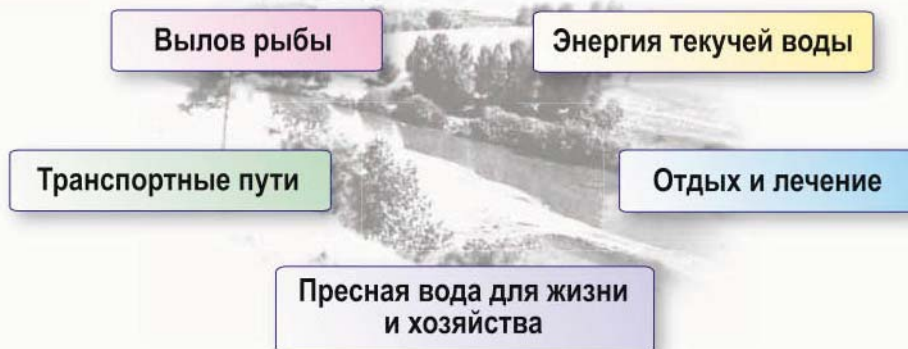 Вылов рыбы
Энергия текучей воды
Транспортные пути
Отдых и лечение
Пресная вода для жизни
и хозяйства